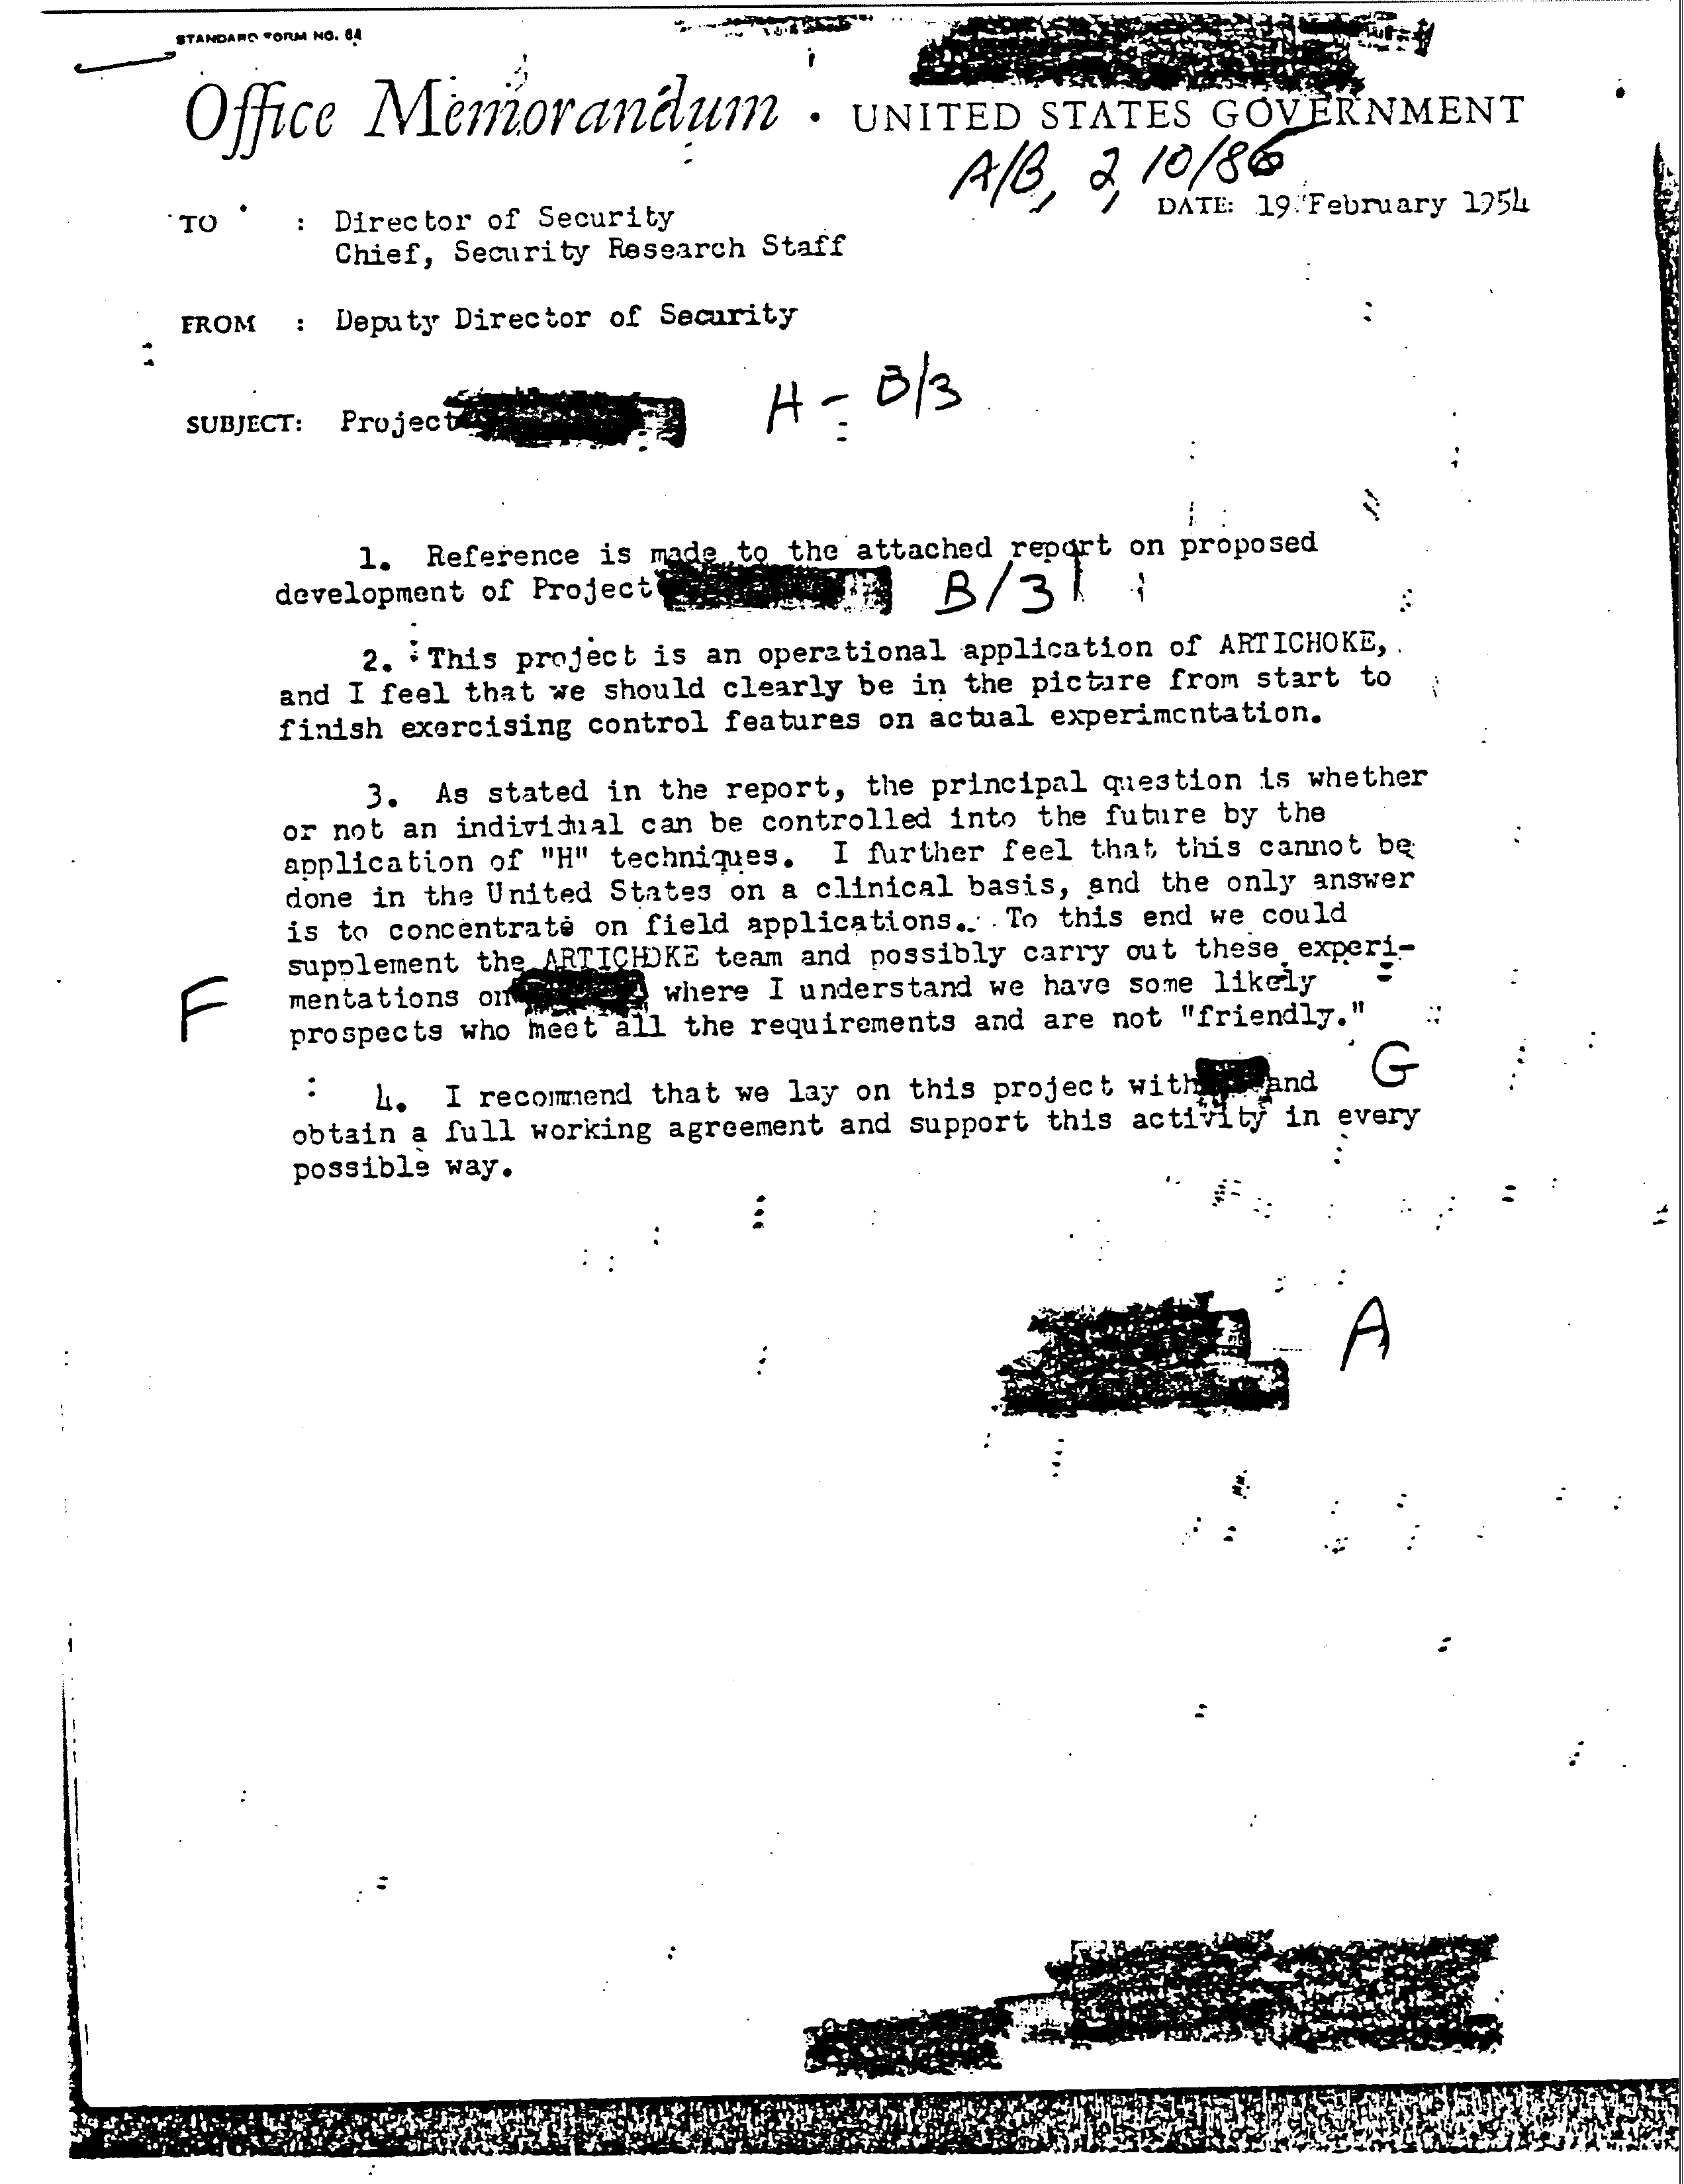 STANDARD FORM NO. 64
Office Memorandum • UNITED STATES GOVERNMENT
A/B, 2, 10/86
DATE: 19 February 1954
TO : Director of Security
Chief, Security Research Staff
FROM : Deputy Director of Security
H - B/3
SUBJECT: Project
1. Reference is made to the attached report on proposed
development of Project B/3
2. This project is an operational application of ARTICHOKE,
and I feel that we should clearly be in the picture from start to
finish exercising control features on actual experimentation.
3. As stated in the report, the principal question is whether
or not an individual can be controlled into the future by the
application of "H" techniques. I further feel that this cannot be
done in the United States on a clinical basis, and the only answer
is to concentrate on field applications. To this end we could
supplement the ARTICHOKE team and possibly carry out these experi-
F mentations on where I understand we have some likely
prospects who meet all the requirements and are not "friendly."
4. I recommend that we lay on this project with and G
obtain a full working agreement and support this activity in every
possible way.
A